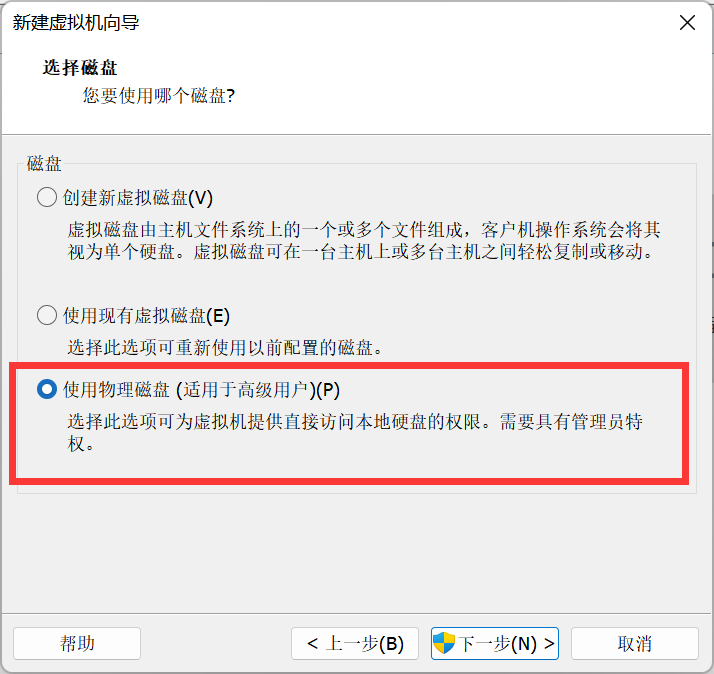 新建虚拟机向导
选择磁盘
您要使用哪个磁盘?
磁盘
创建新虚拟磁盘(V)
虚拟磁盘由主机文件系统上的一个或多个文件组成，客户机操作系统会将其
视为单个硬盘。虚拟磁盘可在一台主机上或多台主机之间轻松复制或移动。
使用现有虚拟磁盘(E)
选择此选项可重新使用以前配置的磁盘。
使用物理磁盘 (适用于高级用户)(P)
选择此选项可为虚拟机提供直接访问本地硬盘的权限。需要具有管理员特
权。
帮助
< 上一步(B)
下一步(N) >
取消